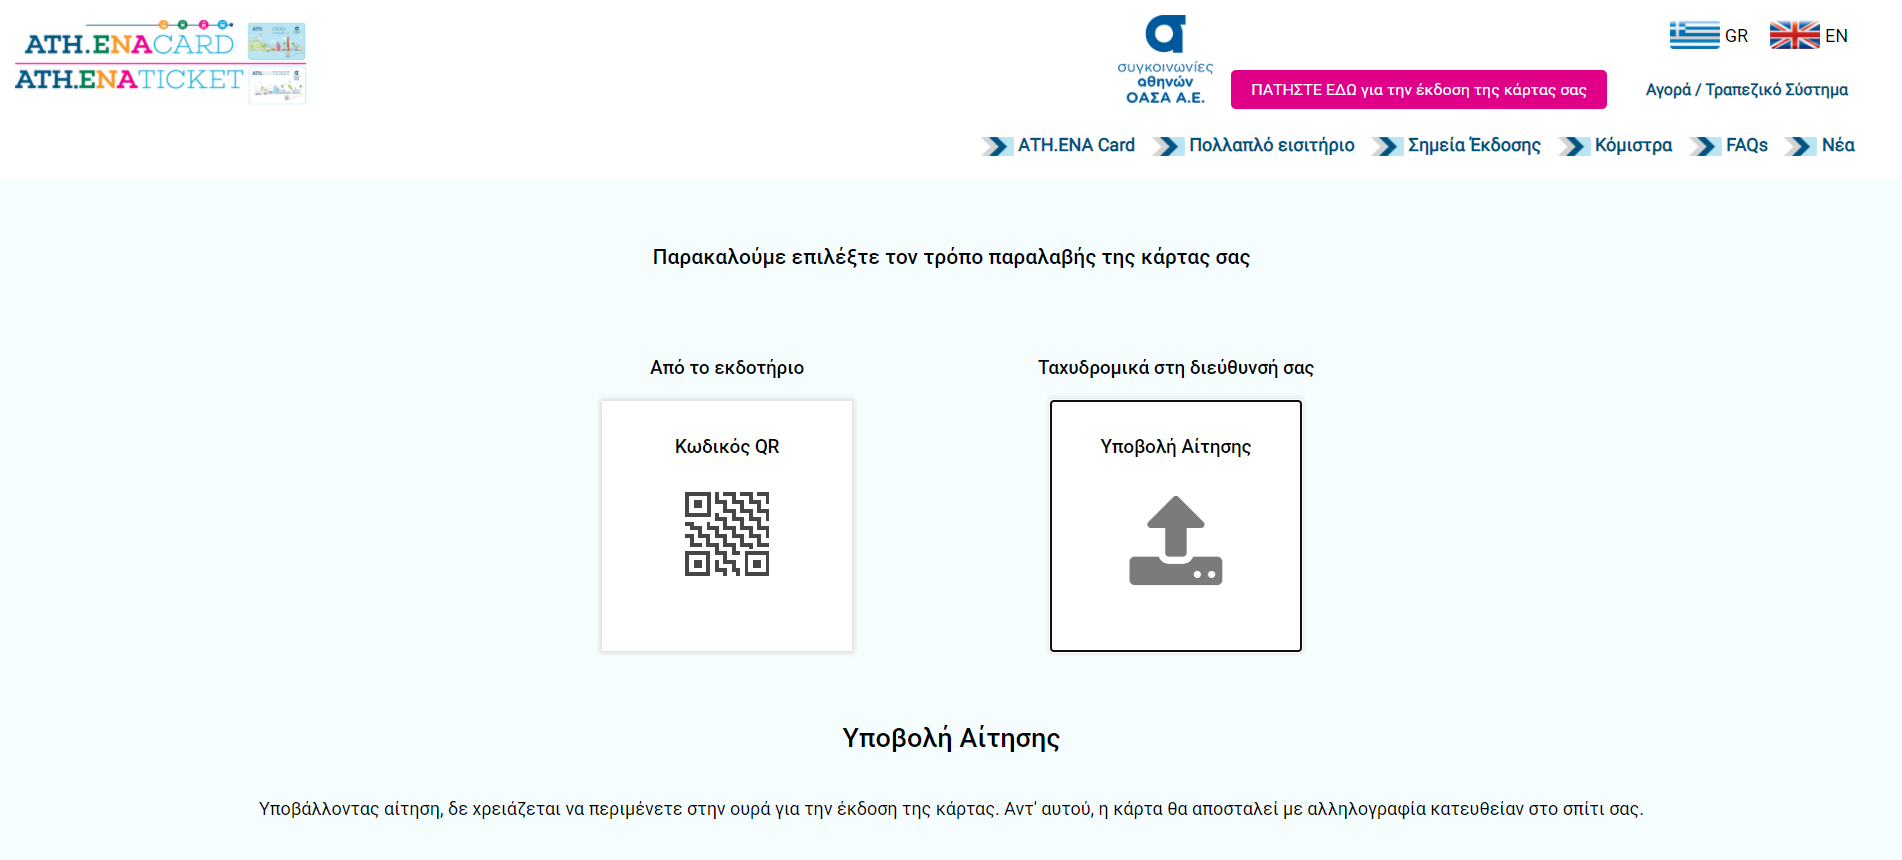 ATH.ENACARD
ATH.ENATICKET
συγκοινωνίες
αθηνών
ΟΑΣΑ Α.Ε.
GR
EN
ΠΑΤΗΣΤΕ ΕΔΩ για την έκδοση της κάρτας σας
Αγορά / Τραπεζικό Σύστημα
ATH.ENA Card
Πολλαπλό εισιτήριο
Σημεία Έκδοσης
Κόμιστρα
FAQs
Νέα
Παρακαλούμε επιλέξτε τον τρόπο παραλαβής της κάρτας σας
Από το εκδοτήριο
Ταχυδρομικά στη διεύθυνσή σας
Κωδικός QR
Υποβολή Αίτησης
Υποβολή Αίτησης
Υποβάλλοντας αίτηση, δε χρειάζεται να περιμένετε στην ουρά για την έκδοση της κάρτας. Αντ' αυτού, η κάρτα θα αποσταλεί με αλληλογραφία κατευθείαν στο σπίτι σας.